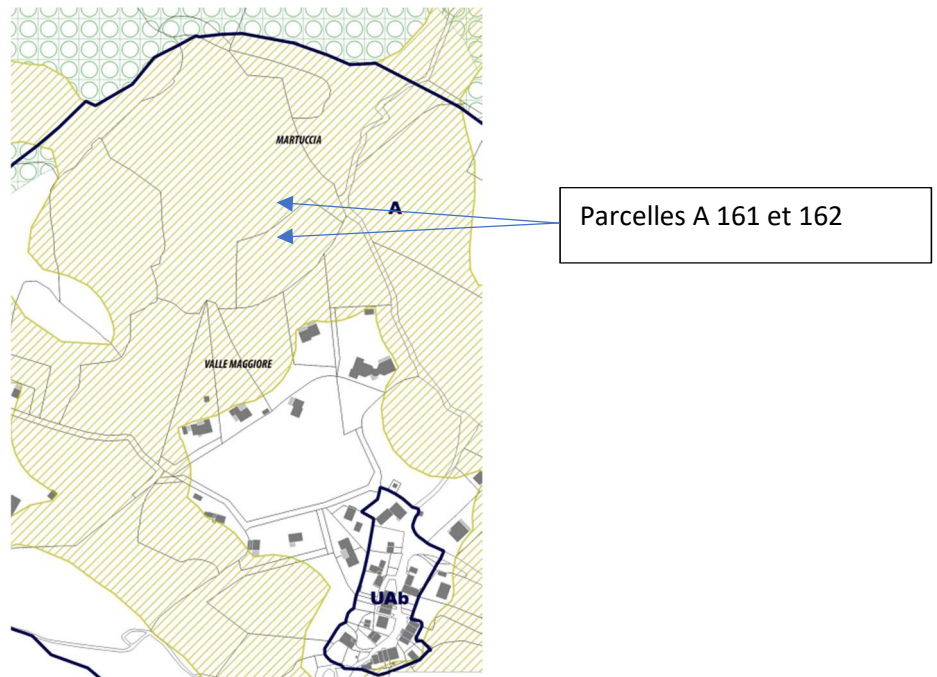 MARTUCCIA
A
Parcelles A 161 et 162
VALLE MAGGIORE
UAb